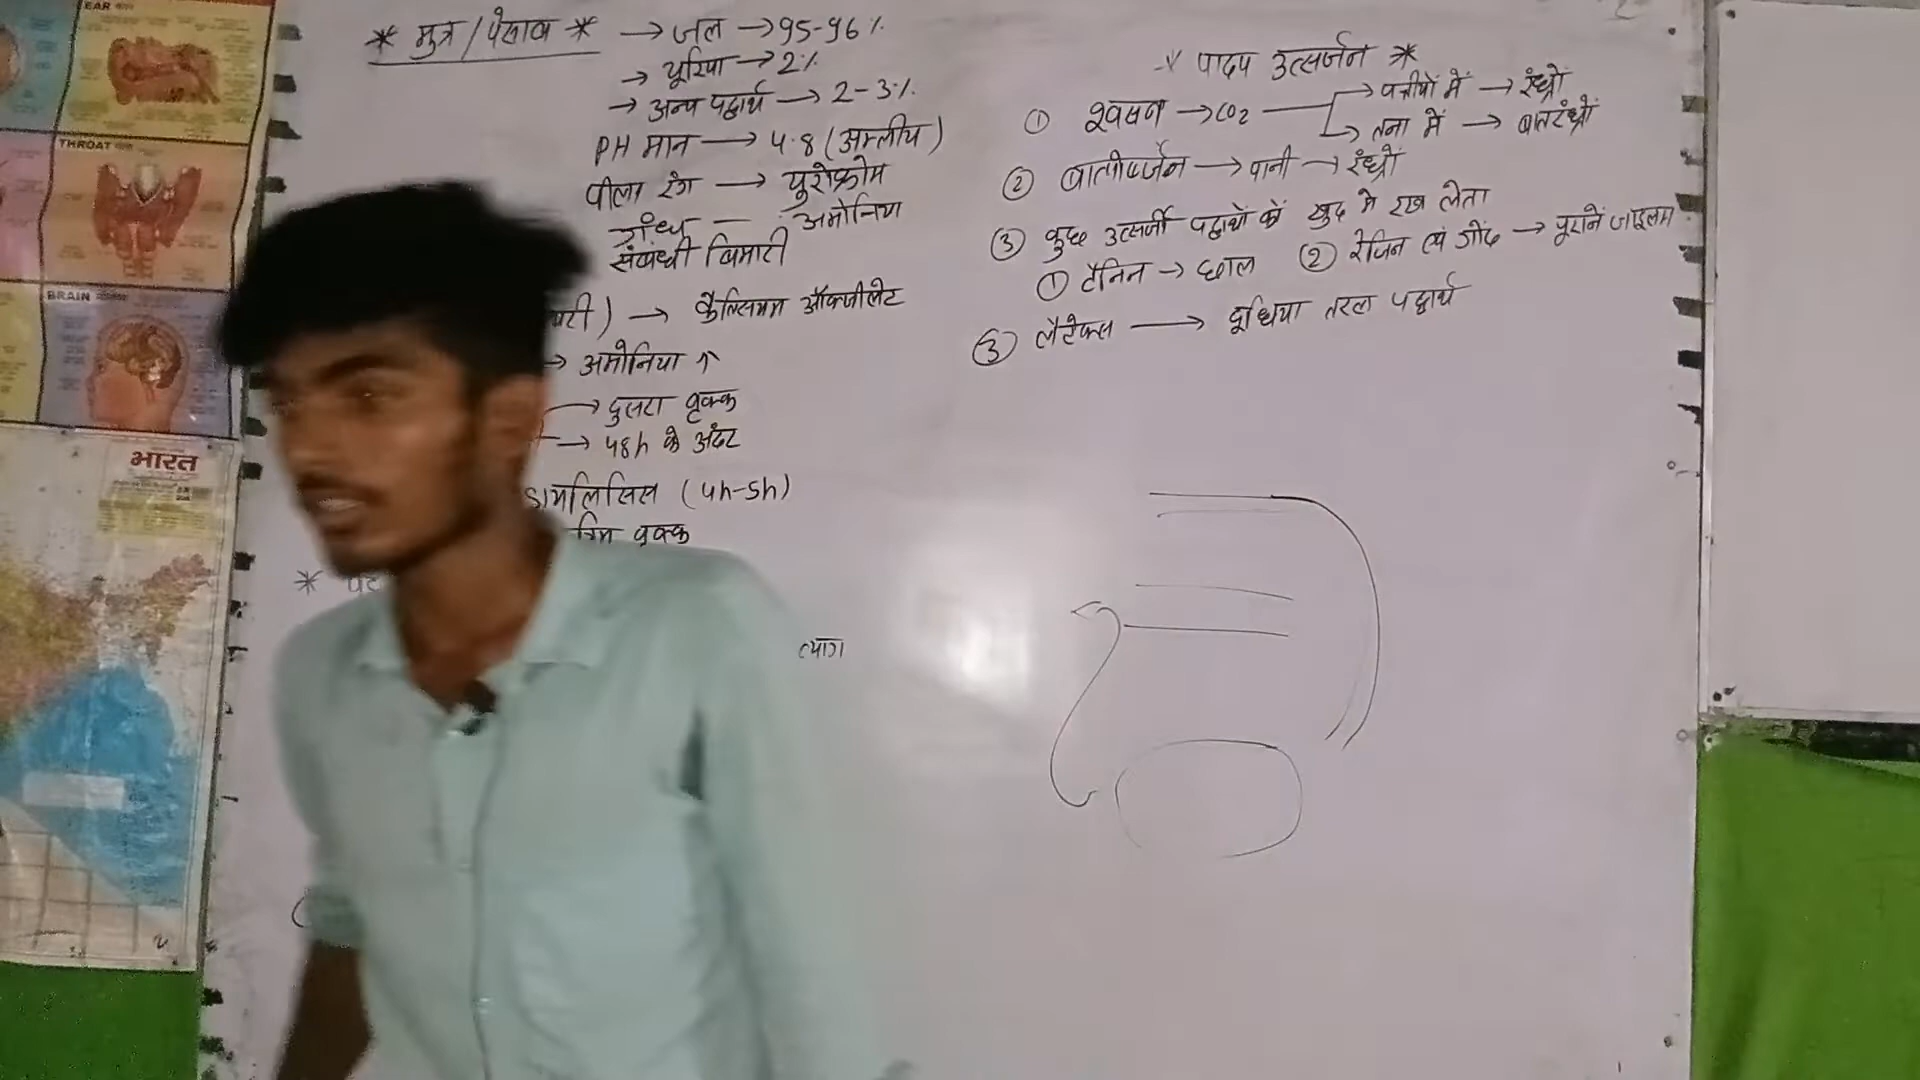 EAR
THROAT
BRAIN
भारत
* मुत्र/पेसाब * → जल → 95-96%
→ यूरिया → 2%
→ अन्य पद्वार्थ → 2-3%
PH मान → 4.8 (अम्लीय)
पीला रंग → युरोक्रोम
गंध — अमोनिया
संबंधी बिमारी
री) → कैल्सियम ऑक्जीलेट
→ अमोनिया ↑
→ दुसरा वृक्क
→ 48h के अंदर
डायलिसिस (4h-5h)
वृक्क
*
त्याग
* पादप उत्सर्जन *
① श्वसन → CO2 → पत्तीयों में → रंध्रों
→ तना में → वातरंध्रों
② वाष्पोत्सर्जन → पानी → रंध्रों
③ कुछ उत्सर्जी पद्वार्थो को खुद मे रख लेता
① टैनिन → छाल ② रेजिन एवं गोंद → पूराने जाइलम
③ लैटेक्स → दूधिया तरल पद्वार्थ